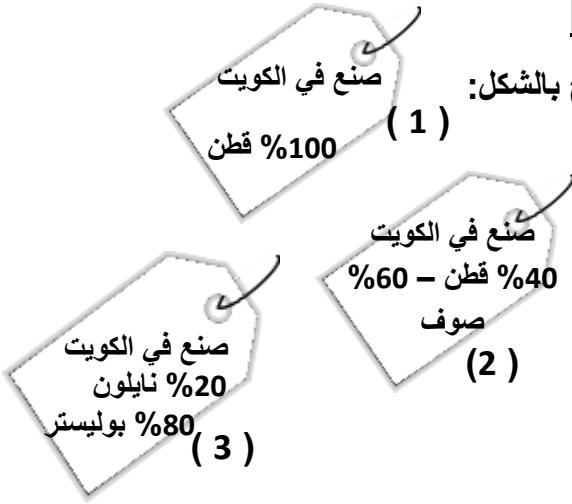 بالشكل:
صنع في الكويت
100% قطن
( 1 )
صنع في الكويت
40% قطن – 60%
صوف
(2 )
صنع في الكويت
20% نايلون
80% بوليستر
( 3 )